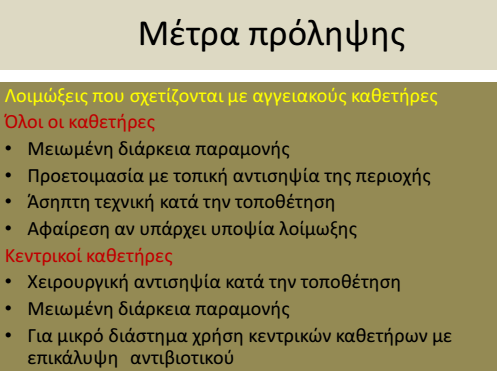 Μέτρα πρόληψης
Λοιμώξεις που σχετίζονται με αγγειακούς καθετήρες
Όλοι οι καθετήρες
• Μειωμένη διάρκεια παραμονής
• Προετοιμασία με τοπική αντισηψία της περιοχής
• Άσηπτη τεχνική κατά την τοποθέτηση
• Αφαίρεση αν υπάρχει υποψία λοίμωξης
Κεντρικοί καθετήρες
• Χειρουργική αντισηψία κατά την τοποθέτηση
• Μειωμένη διάρκεια παραμονής
• Για μικρό διάστημα χρήση κεντρικών καθετήρων με
επικάλυψη αντιβιοτικού